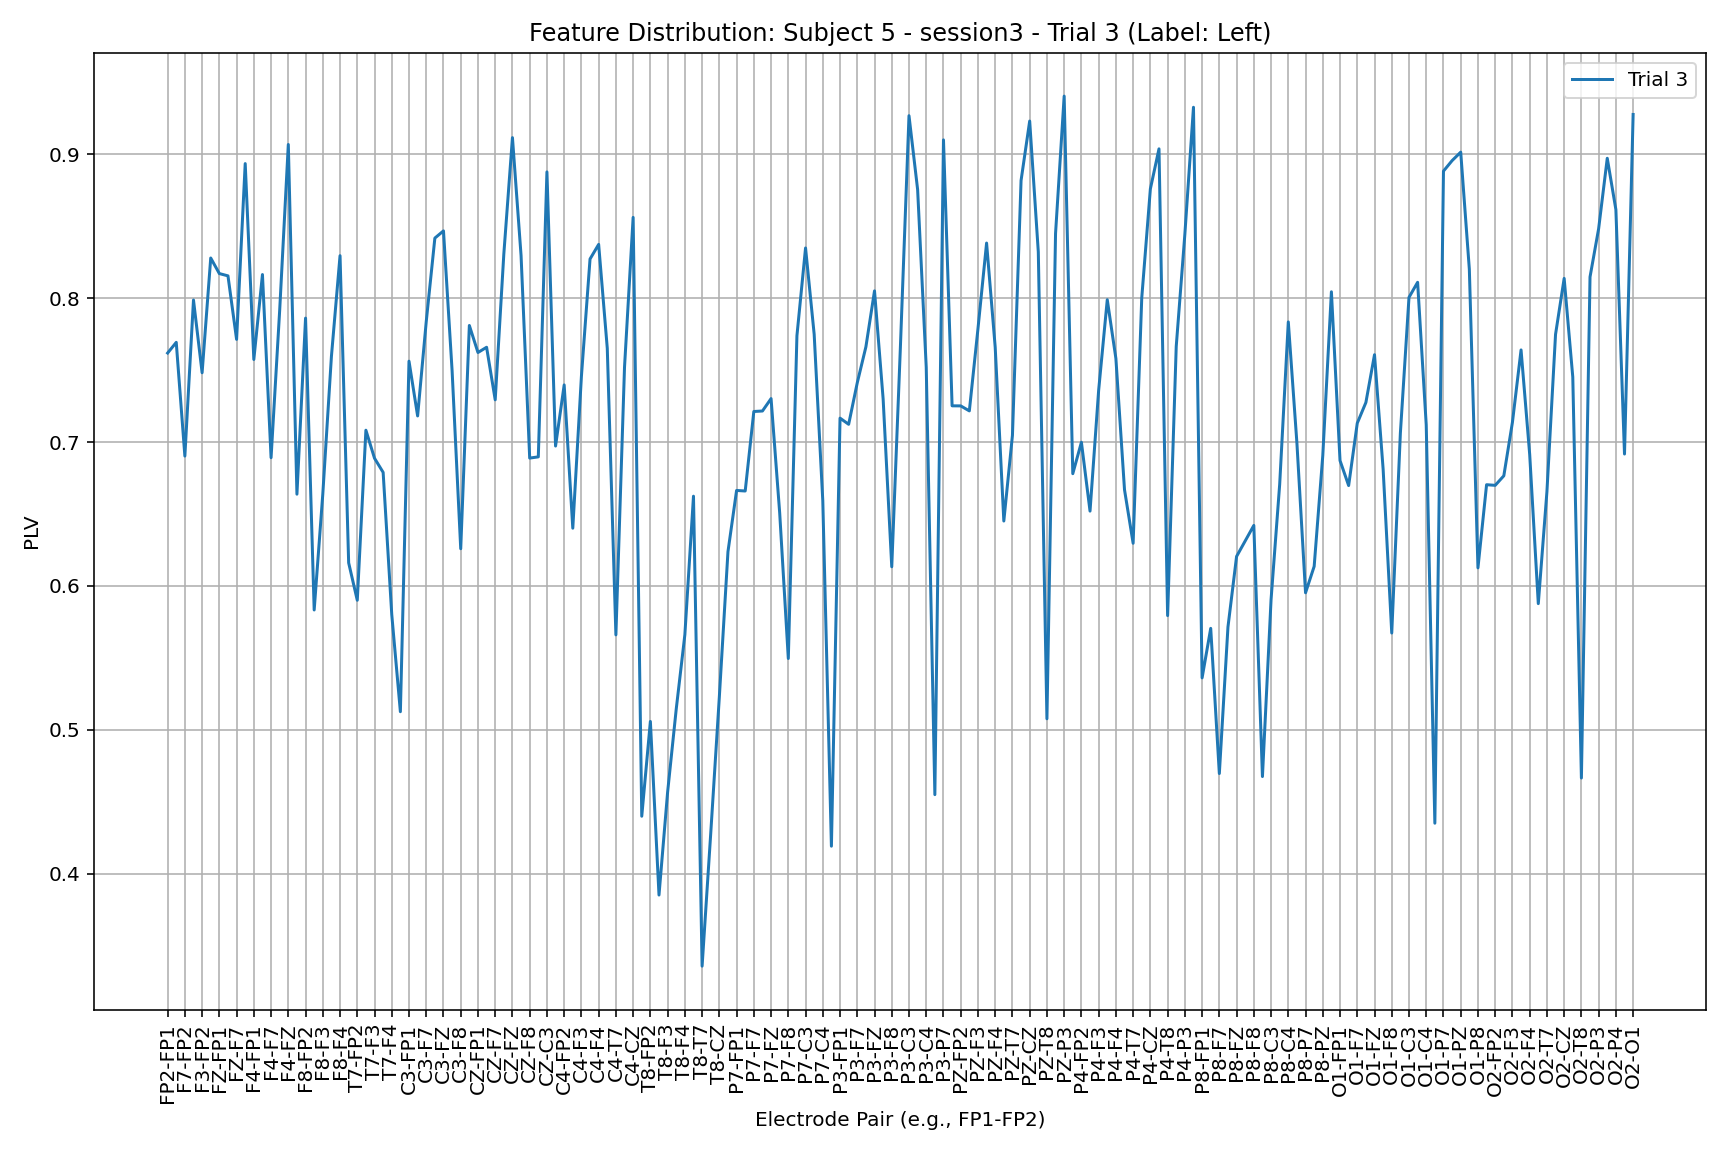 Feature Distribution: Subject 5 - session3 - Trial 3 (Label: Left)
Trial 3
0.9
0.8
0.7
0.6
0.5
0.4
PLV
FP2-FP1
F7-FP2
F3-FP2
FZ-FP1
FZ-F7
F4-FP1
F4-F7
F4-FZ
F8-FP2
F8-F3
F8-F4
T7-FP2
T7-F3
T7-F4
C3-FP1
C3-F7
C3-FZ
C3-F8
CZ-FP1
CZ-F7
CZ-FZ
CZ-F8
CZ-C3
C4-FP2
C4-F3
C4-F4
C4-T7
C4-CZ
T8-FP2
T8-F3
T8-F4
T8-T7
T8-CZ
P7-FP1
P7-F7
P7-FZ
P7-F8
P7-C3
P7-C4
P3-FP1
P3-F7
P3-FZ
P3-F8
P3-C3
P3-C4
P3-P7
PZ-FP2
PZ-F3
PZ-F4
PZ-T7
PZ-CZ
PZ-T8
PZ-P3
P4-FP2
P4-F3
P4-F4
P4-T7
P4-CZ
P4-T8
P4-P3
P8-FP1
P8-F7
P8-FZ
P8-F8
P8-C3
P8-C4
P8-P7
P8-PZ
O1-FP1
O1-F7
O1-FZ
O1-F8
O1-C3
O1-C4
O1-P7
O1-PZ
O1-P8
O2-FP2
O2-F3
O2-F4
O2-T7
O2-CZ
O2-T8
O2-P3
O2-P4
O2-O1
Electrode Pair (e.g., FP1-FP2)